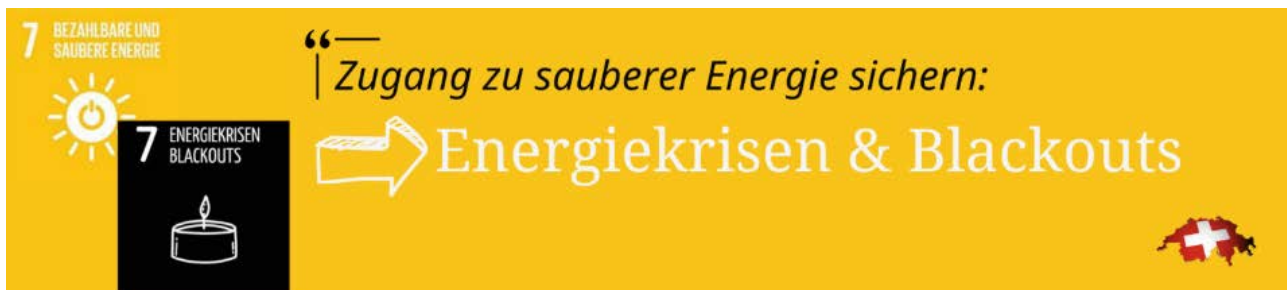 7 BEZAHLBARE UND
SAUBERE ENERGIE
7 ENERGIEKRISEN
BLACKOUTS
“
Zugang zu sauberer Energie sichern:
Energiekrisen & Blackouts